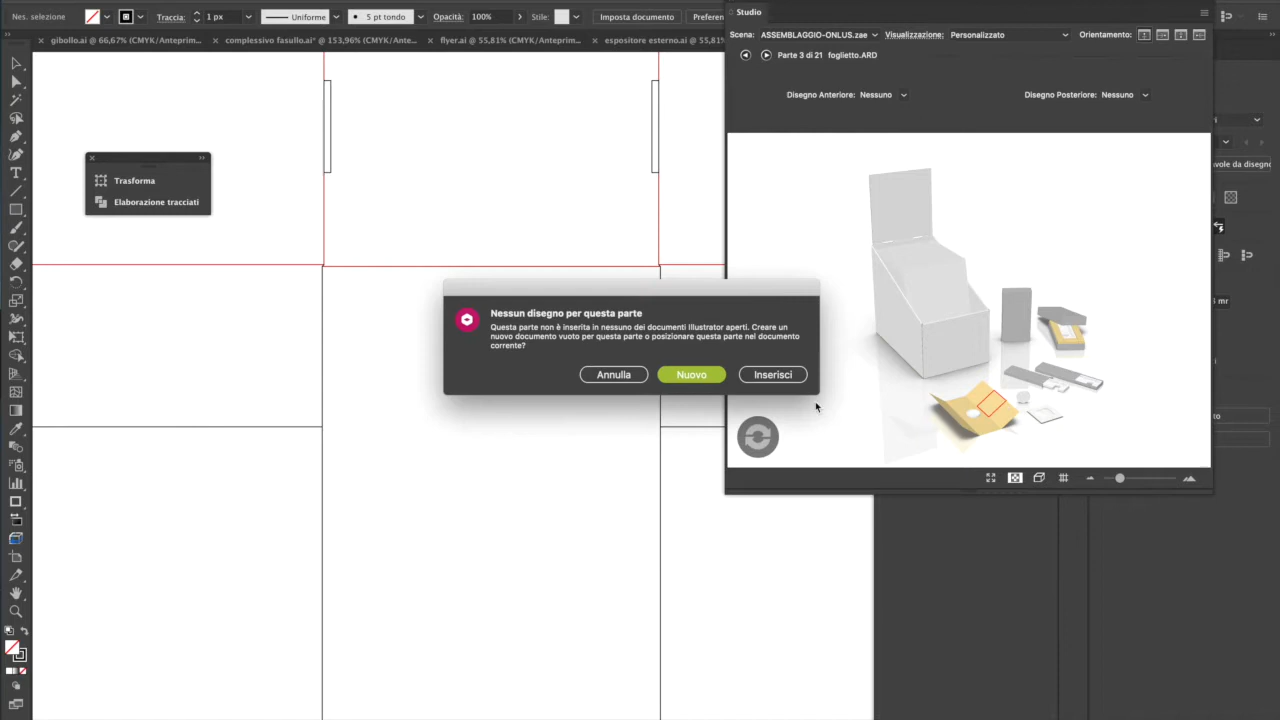 Nes. selezione
Traccia:
1 px
Uniforme
5 pt tondo
Opacità:
100%
Stile:
Imposta documento
Preferen
Studio
gibollo.ai @ 66,67% (CMYK/Anteprim...
complessivo fasullo.ai* @ 153,96% (CMYK/Ante...
flyer.ai @ 55,81% (CMYK/Anteprim...
espositore esterno.ai @ 55,81%
Scena:
ASSEMBLAGGIO-ONLUS.zae
Visualizzazione:
Personalizzato
Orientamento:
Parte 3 di 21 foglietto.ARD
Disegno Anteriore: Nessuno
Disegno Posteriore: Nessuno
Trasforma
Elaborazione tracciati
Nessun disegno per questa parte
Questa parte non è inserita in nessuno dei documenti Illustrator aperti. Creare un
nuovo documento vuoto per questa parte o posizionare questa parte nel documento
corrente?
Annulla
Nuovo
Inserisci